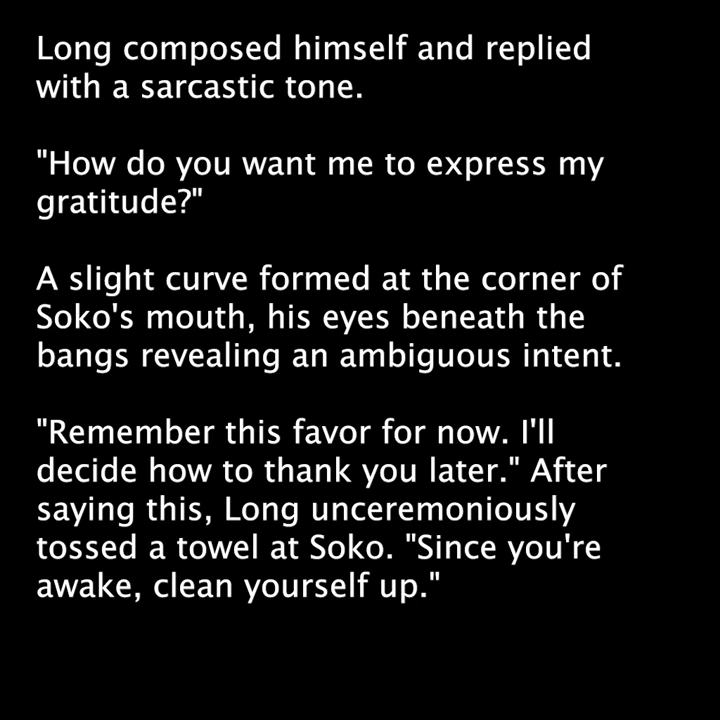 Long composed himself and replied
with a sarcastic tone.
"How do you want me to express my
gratitude?"
A slight curve formed at the corner of
Soko's mouth, his eyes beneath the
bangs revealing an ambiguous intent.
"Remember this favor for now. I'll
decide how to thank you later." After
saying this, Long unceremoniously
tossed a towel at Soko. "Since you're
awake, clean yourself up."